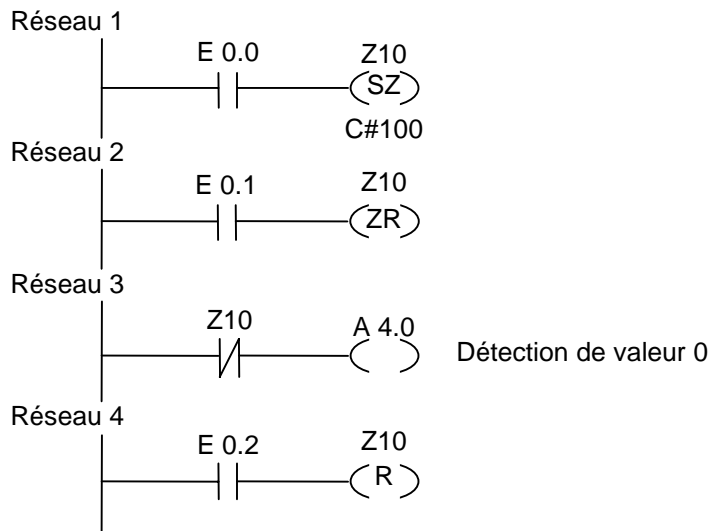 Réseau 1
E 0.0 Z10
SZ
C#100
Réseau 2
E 0.1 Z10
ZR
Réseau 3
Z10 A 4.0
Détection de valeur 0
Réseau 4
E 0.2 Z10
R